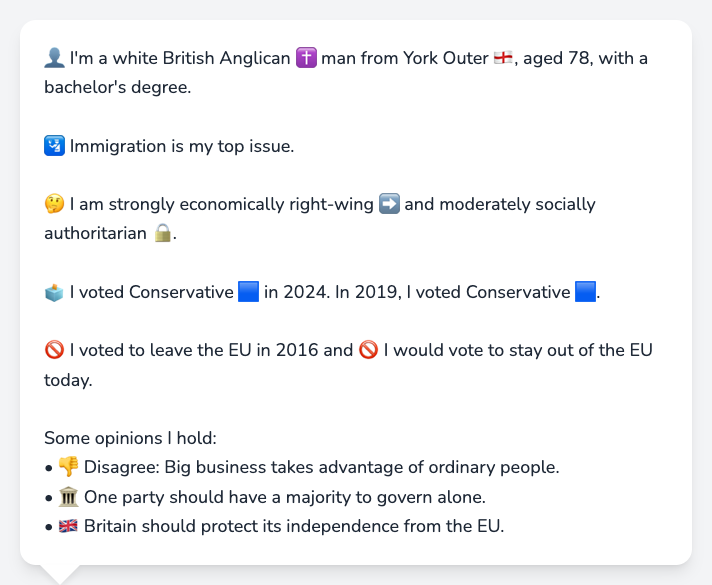 👤 I'm a white British Anglican ✝️ man from York Outer 🏴󠁧󠁢󠁥󠁮󠁧󠁿, aged 78, with a
bachelor's degree.
🛂 Immigration is my top issue.
🤔 I am strongly economically right-wing ➡️ and moderately socially
authoritarian 🔒.
🗳️ I voted Conservative 🟦 in 2024. In 2019, I voted Conservative 🟦.
🚫 I voted to leave the EU in 2016 and 🚫 I would vote to stay out of the EU
today.
Some opinions I hold:
• 👎 Disagree: Big business takes advantage of ordinary people.
• 🏛️ One party should have a majority to govern alone.
• 🇬🇧 Britain should protect its independence from the EU.